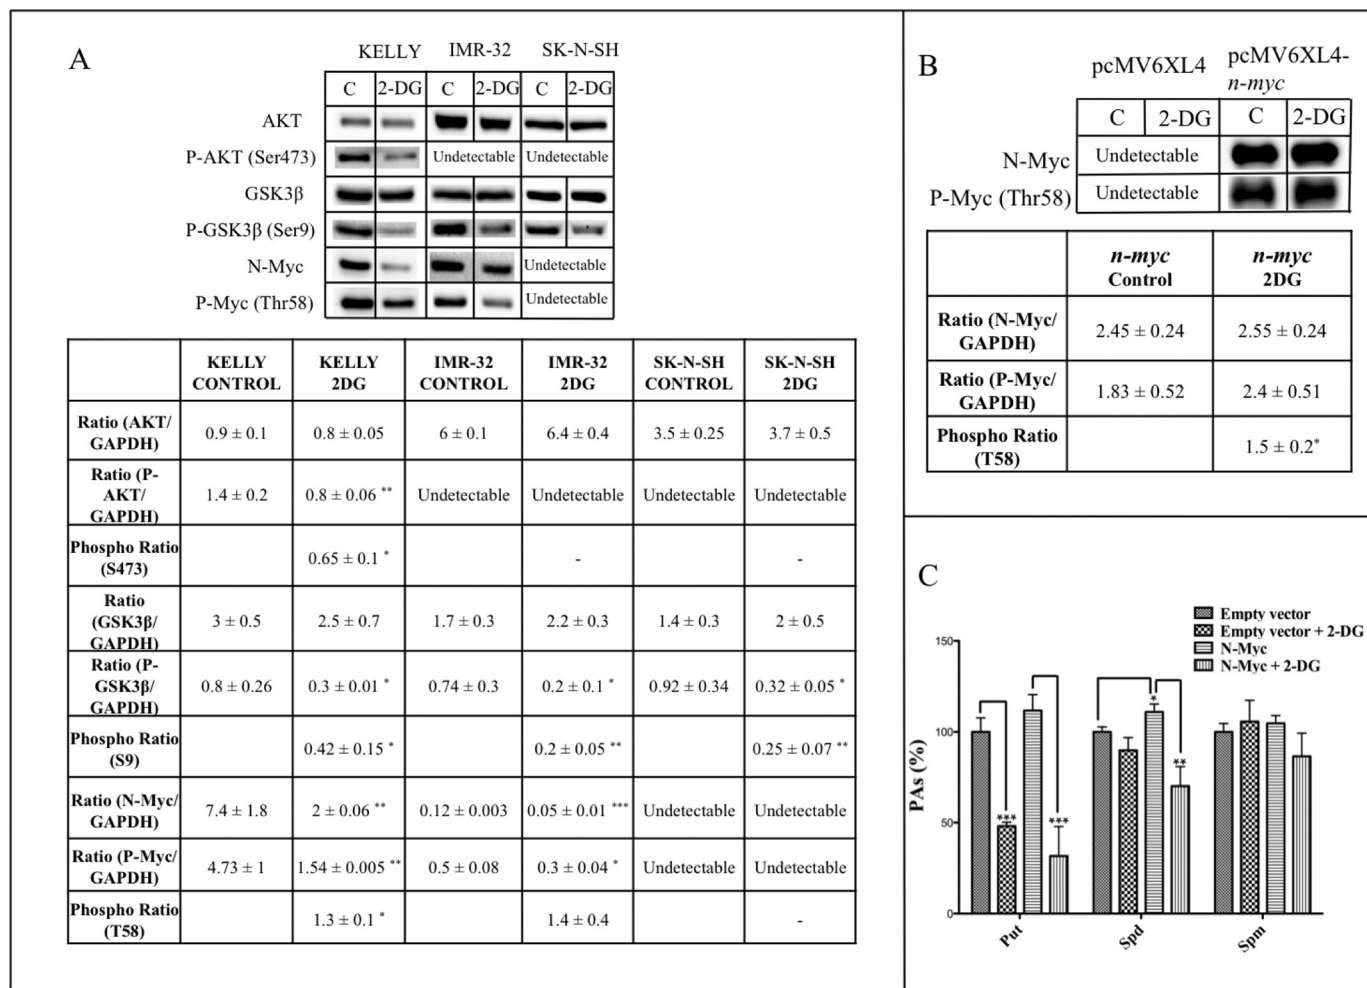 A
KELLY IMR-32 SK-N-SH
C 2-DG C 2-DG C 2-DG
AKT
P-AKT (Ser473) Undetectable Undetectable
GSK3β
P-GSK3β (Ser9)
N-Myc Undetectable
P-Myc (Thr58) Undetectable
KELLY KELLY IMR-32 IMR-32 SK-N-SH SK-N-SH
CONTROL 2DG CONTROL 2DG CONTROL 2DG
Ratio (AKT/
GAPDH) 0.9 ± 0.1 0.8 ± 0.05 6 ± 0.1 6.4 ± 0.4 3.5 ± 0.25 3.7 ± 0.5
Ratio (P-
AKT/
GAPDH) 1.4 ± 0.2 0.8 ± 0.06 ** Undetectable Undetectable Undetectable Undetectable
Phospho Ratio
(S473) 0.65 ± 0.1 * - -
Ratio
(GSK3β/
GAPDH) 3 ± 0.5 2.5 ± 0.7 1.7 ± 0.3 2.2 ± 0.3 1.4 ± 0.3 2 ± 0.5
Ratio (P-
GSK3β/
GAPDH) 0.8 ± 0.26 0.3 ± 0.01 * 0.74 ± 0.3 0.2 ± 0.1 * 0.92 ± 0.34 0.32 ± 0.05 *
Phospho Ratio
(S9) 0.42 ± 0.15 * 0.2 ± 0.05 ** 0.25 ± 0.07 **
Ratio (N-Myc/
GAPDH) 7.4 ± 1.8 2 ± 0.06 ** 0.12 ± 0.003 0.05 ± 0.01 *** Undetectable Undetectable
Ratio (P-Myc/
GAPDH) 4.73 ± 1 1.54 ± 0.005 ** 0.5 ± 0.08 0.3 ± 0.04 * Undetectable Undetectable
Phospho Ratio
(T58) 1.3 ± 0.1 * 1.4 ± 0.4 -
B
pcMV6XL4 pcMV6XL4-
n-myc
C 2-DG C 2-DG
N-Myc Undetectable
P-Myc (Thr58) Undetectable
n-myc n-myc
Control 2DG
Ratio (N-Myc/
GAPDH) 2.45 ± 0.24 2.55 ± 0.24
Ratio (P-Myc/
GAPDH) 1.83 ± 0.52 2.4 ± 0.51
Phospho Ratio
(T58) 1.5 ± 0.2*
C
Empty vector
Empty vector + 2-DG
N-Myc
N-Myc + 2-DG
PAs (%)
150
100
50
0
*** *** * **
Put Spd Spm